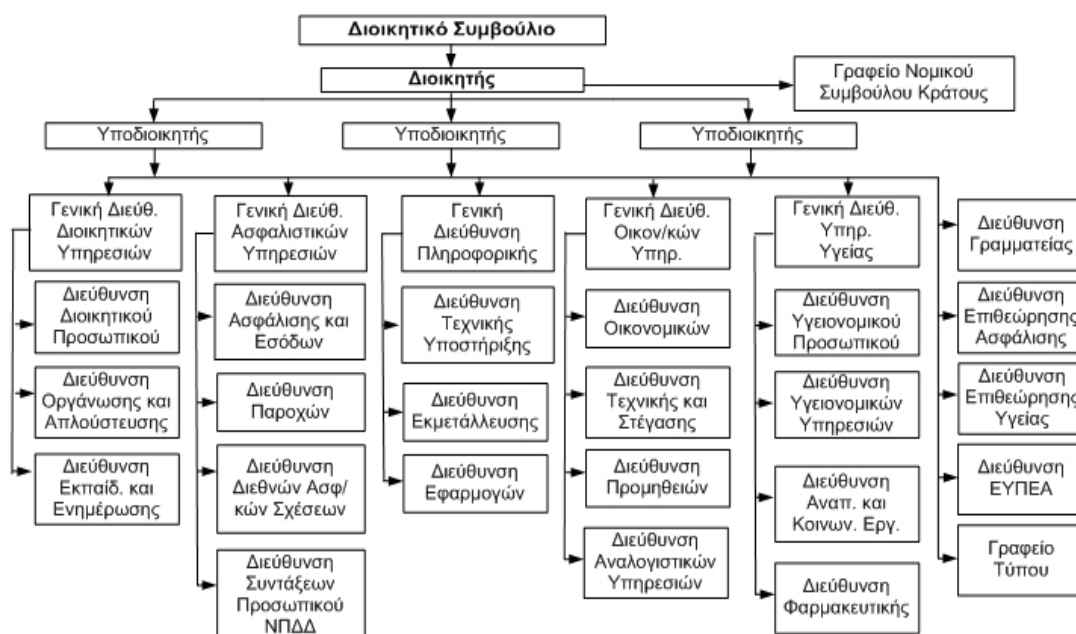 Διοικητικό Συμβούλιο
Διοικητής
Γραφείο Νομικού
Συμβούλου Κράτους
Υποδιοικητής
Υποδιοικητής
Υποδιοικητής
Γενική Διεύθ.
Διοικητικών
Υπηρεσιών
Διεύθυνση
Διοικητικού
Προσωπικού
Διεύθυνση
Οργάνωσης και
Απλούστευσης
Διεύθυνση
Εκπαίδ. και
Ενημέρωσης
Γενική Διεύθ.
Ασφαλιστικών
Υπηρεσιών
Διεύθυνση
Ασφάλισης και
Εσόδων
Διεύθυνση
Παροχών
Διεύθυνση
Διεθνών Ασφ/
κών Σχέσεων
Διεύθυνση
Συντάξεων
Προσωπικού
ΝΠΔΔ
Γενική
Διεύθυνση
Πληροφορικής
Διεύθυνση
Τεχνικής
Υποστήριξης
Διεύθυνση
Εκμετάλλευσης
Διεύθυνση
Εφαρμογών
Γενική Διεύθ.
Οικον/κών
Υπηρ.
Διεύθυνση
Οικονομικών
Διεύθυνση
Τεχνικής και
Στέγασης
Διεύθυνση
Προμηθειών
Διεύθυνση
Αναλογιστικών
Υπηρεσιών
Γενική Διεύθ.
Υπηρ.
Υγείας
Διεύθυνση
Υγειονομικού
Προσωπικού
Διεύθυνση
Υγειονομικών
Υπηρεσιών
Διεύθυνση
Αναπ. και
Κοινων. Εργ.
Διεύθυνση
Φαρμακευτικής
Διεύθυνση
Γραμματείας
Διεύθυνση
Επιθεώρησης
Ασφάλισης
Διεύθυνση
Επιθεώρησης
Υγείας
Διεύθυνση
ΕΥΠΕΑ
Γραφείο
Τύπου